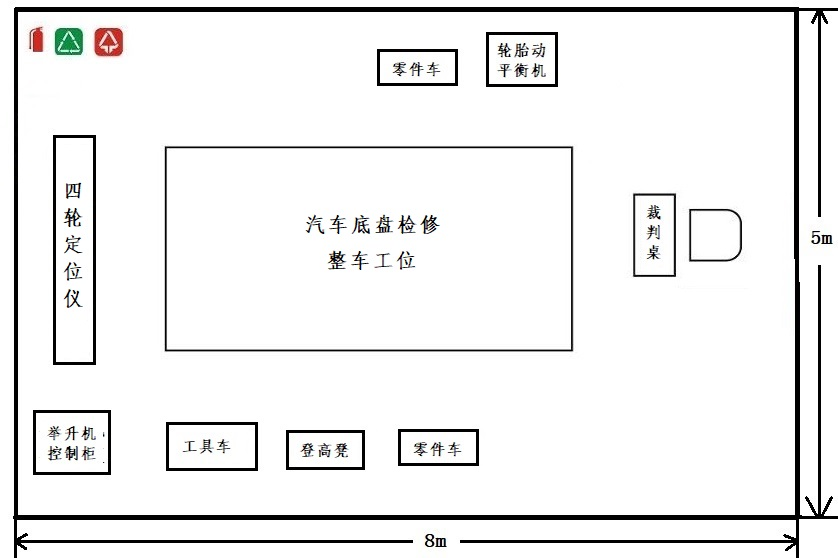 零件车
轮胎动
平衡机
四轮定位仪
汽车底盘检修
整车工位
裁判桌
5m
举升机
控制柜
工具车
登高凳
零件车
8m